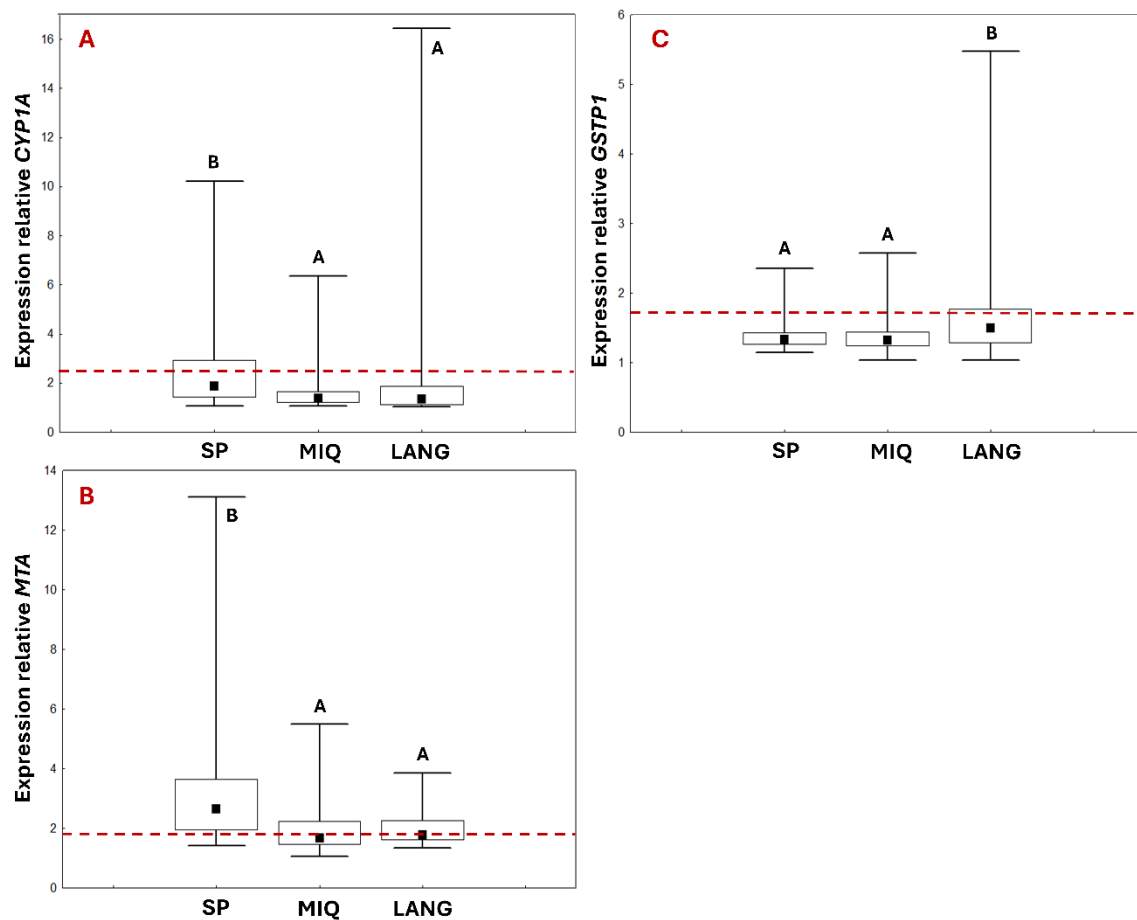 A
Expression relative CYP1A
16
14
12
10
8
6
4
2
0
B
A
A
SP MIQ LANG
C
Expression relative GSTP1
6
5
4
3
2
1
0
A
A
B
SP MIQ LANG
B
Expression relative MTA
14
12
10
8
6
4
2
0
B
A
A
SP MIQ LANG